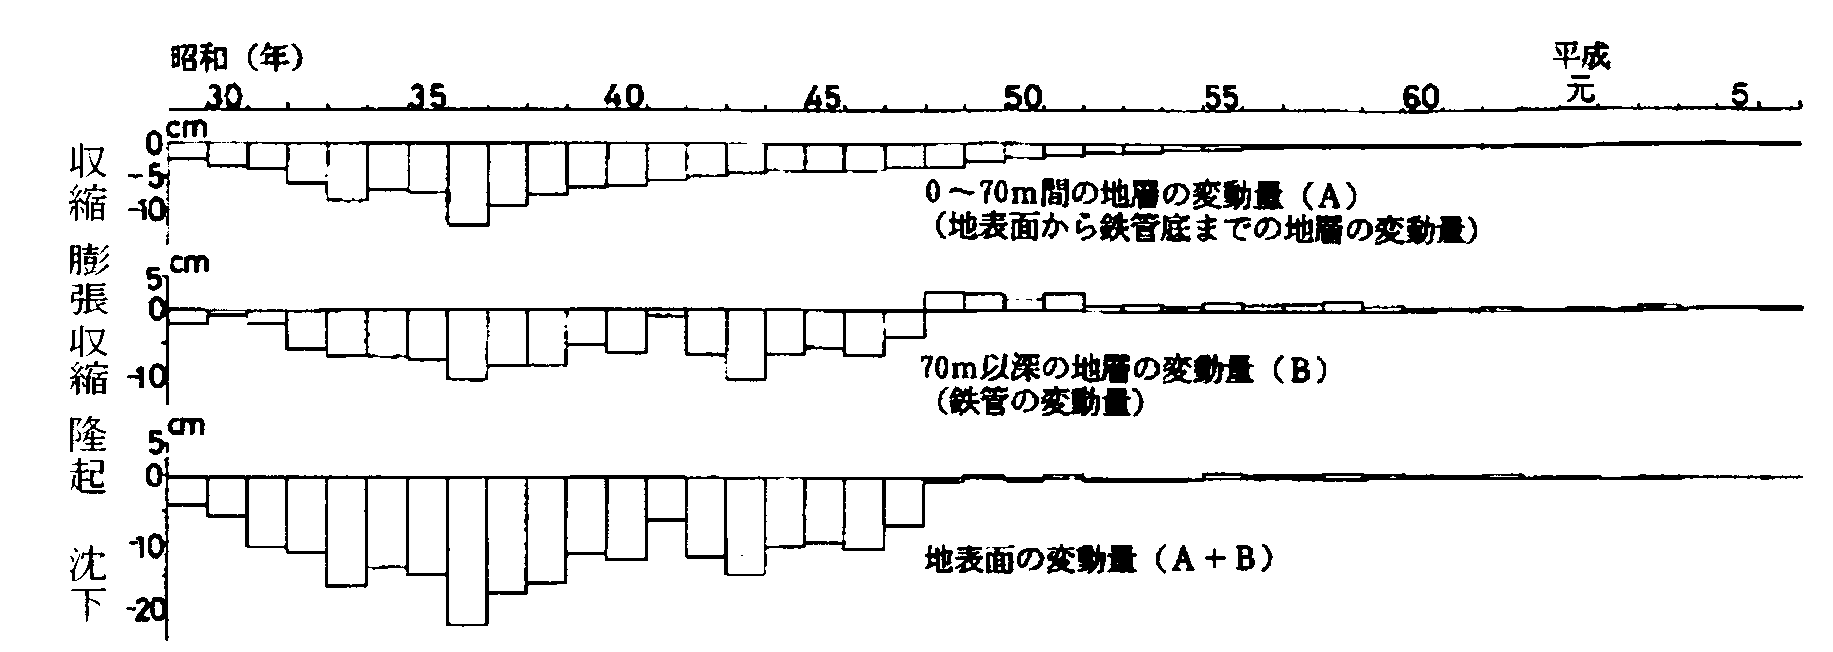 昭和（年）
平成
元
30 35 40 45 50 55 60 5
cm
0
-5
-10
収縮
0～70m間の地層の変動量（A）
（地表面から鉄管底までの地層の変動量）
cm
5
0
-10
膨張
収縮
70m以深の地層の変動量（B）
（鉄管の変動量）
cm
5
0
-10
-20
隆起
沈下
地表面の変動量（A＋B）